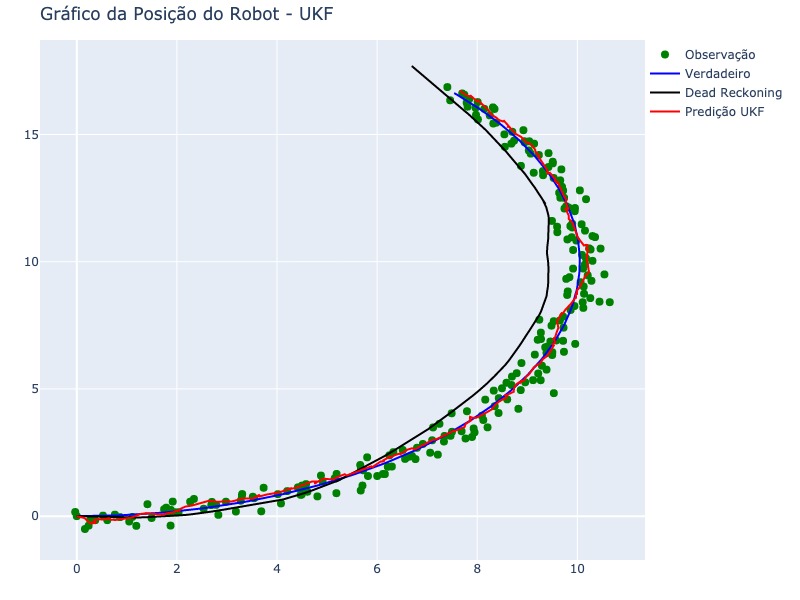 Gráfico da Posição do Robot - UKF
Observação
Verdadeiro
Dead Reckoning
Predição UKF
15
10
5
0
0 2 4 6 8 10